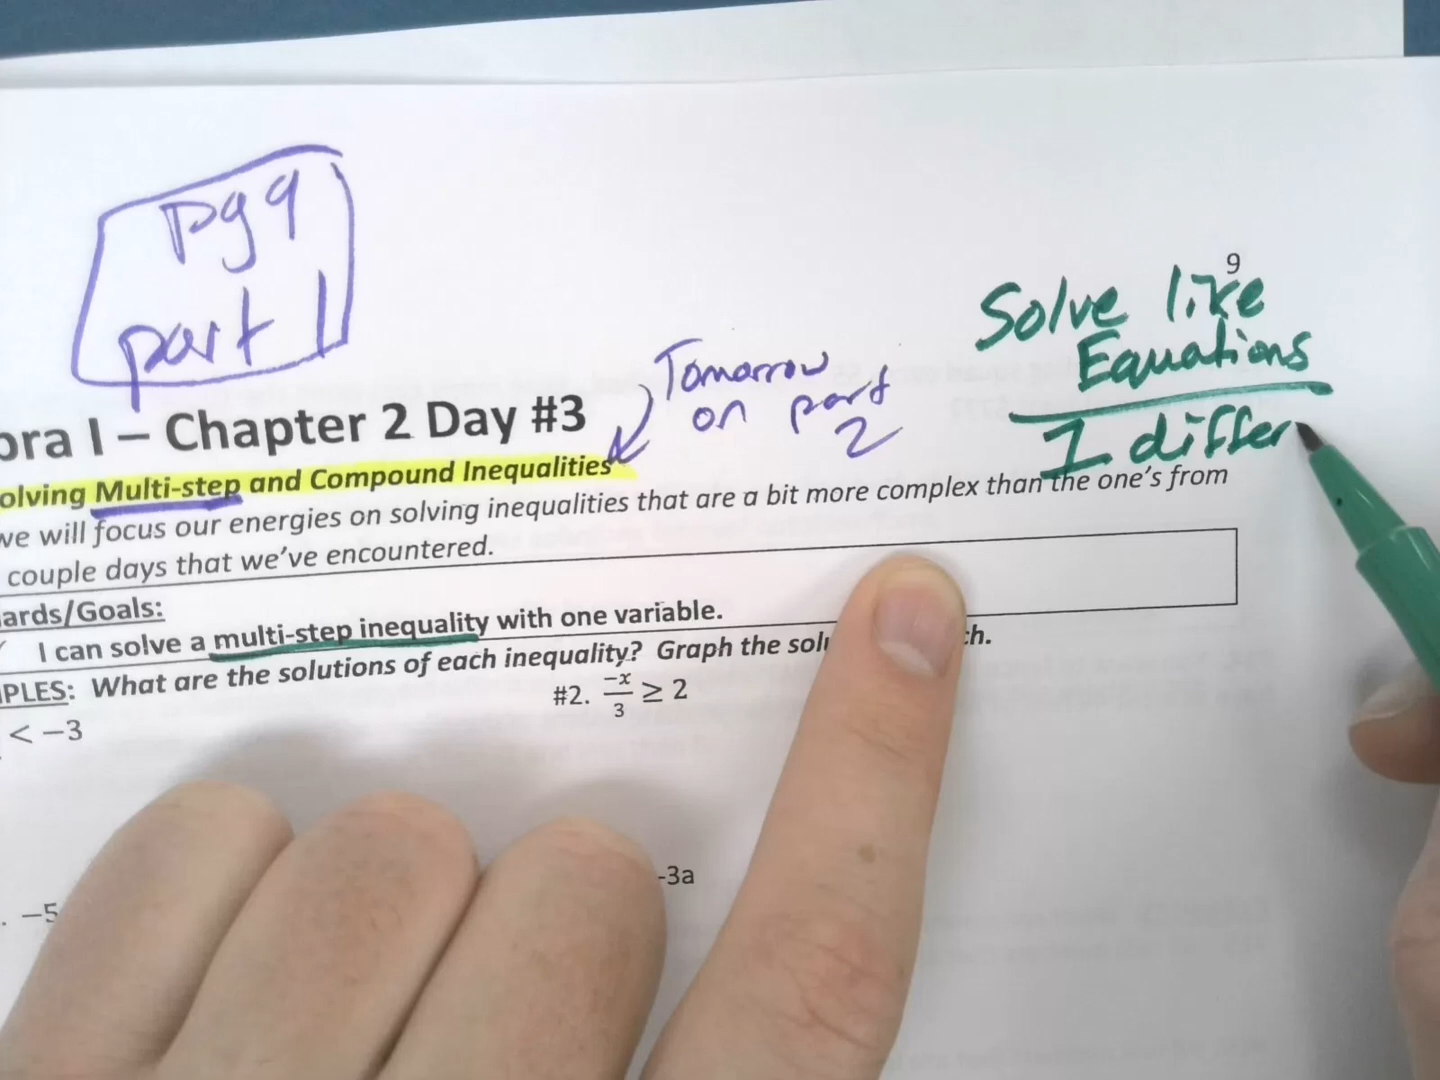 pg 9
part 1
9
Solve like
Equations
1 differ
Tomorrow
on part
2
bra I – Chapter 2 Day #3
olving Multi-step and Compound Inequalities
we will focus our energies on solving inequalities that are a bit more complex than the one's from
couple days that we've encountered.
ards/Goals:
I can solve a multi-step inequality with one variable.
PLES: What are the solutions of each inequality? Graph the sol ch.
< −3
#2. −x/3 ≥ 2
. −5
-3a